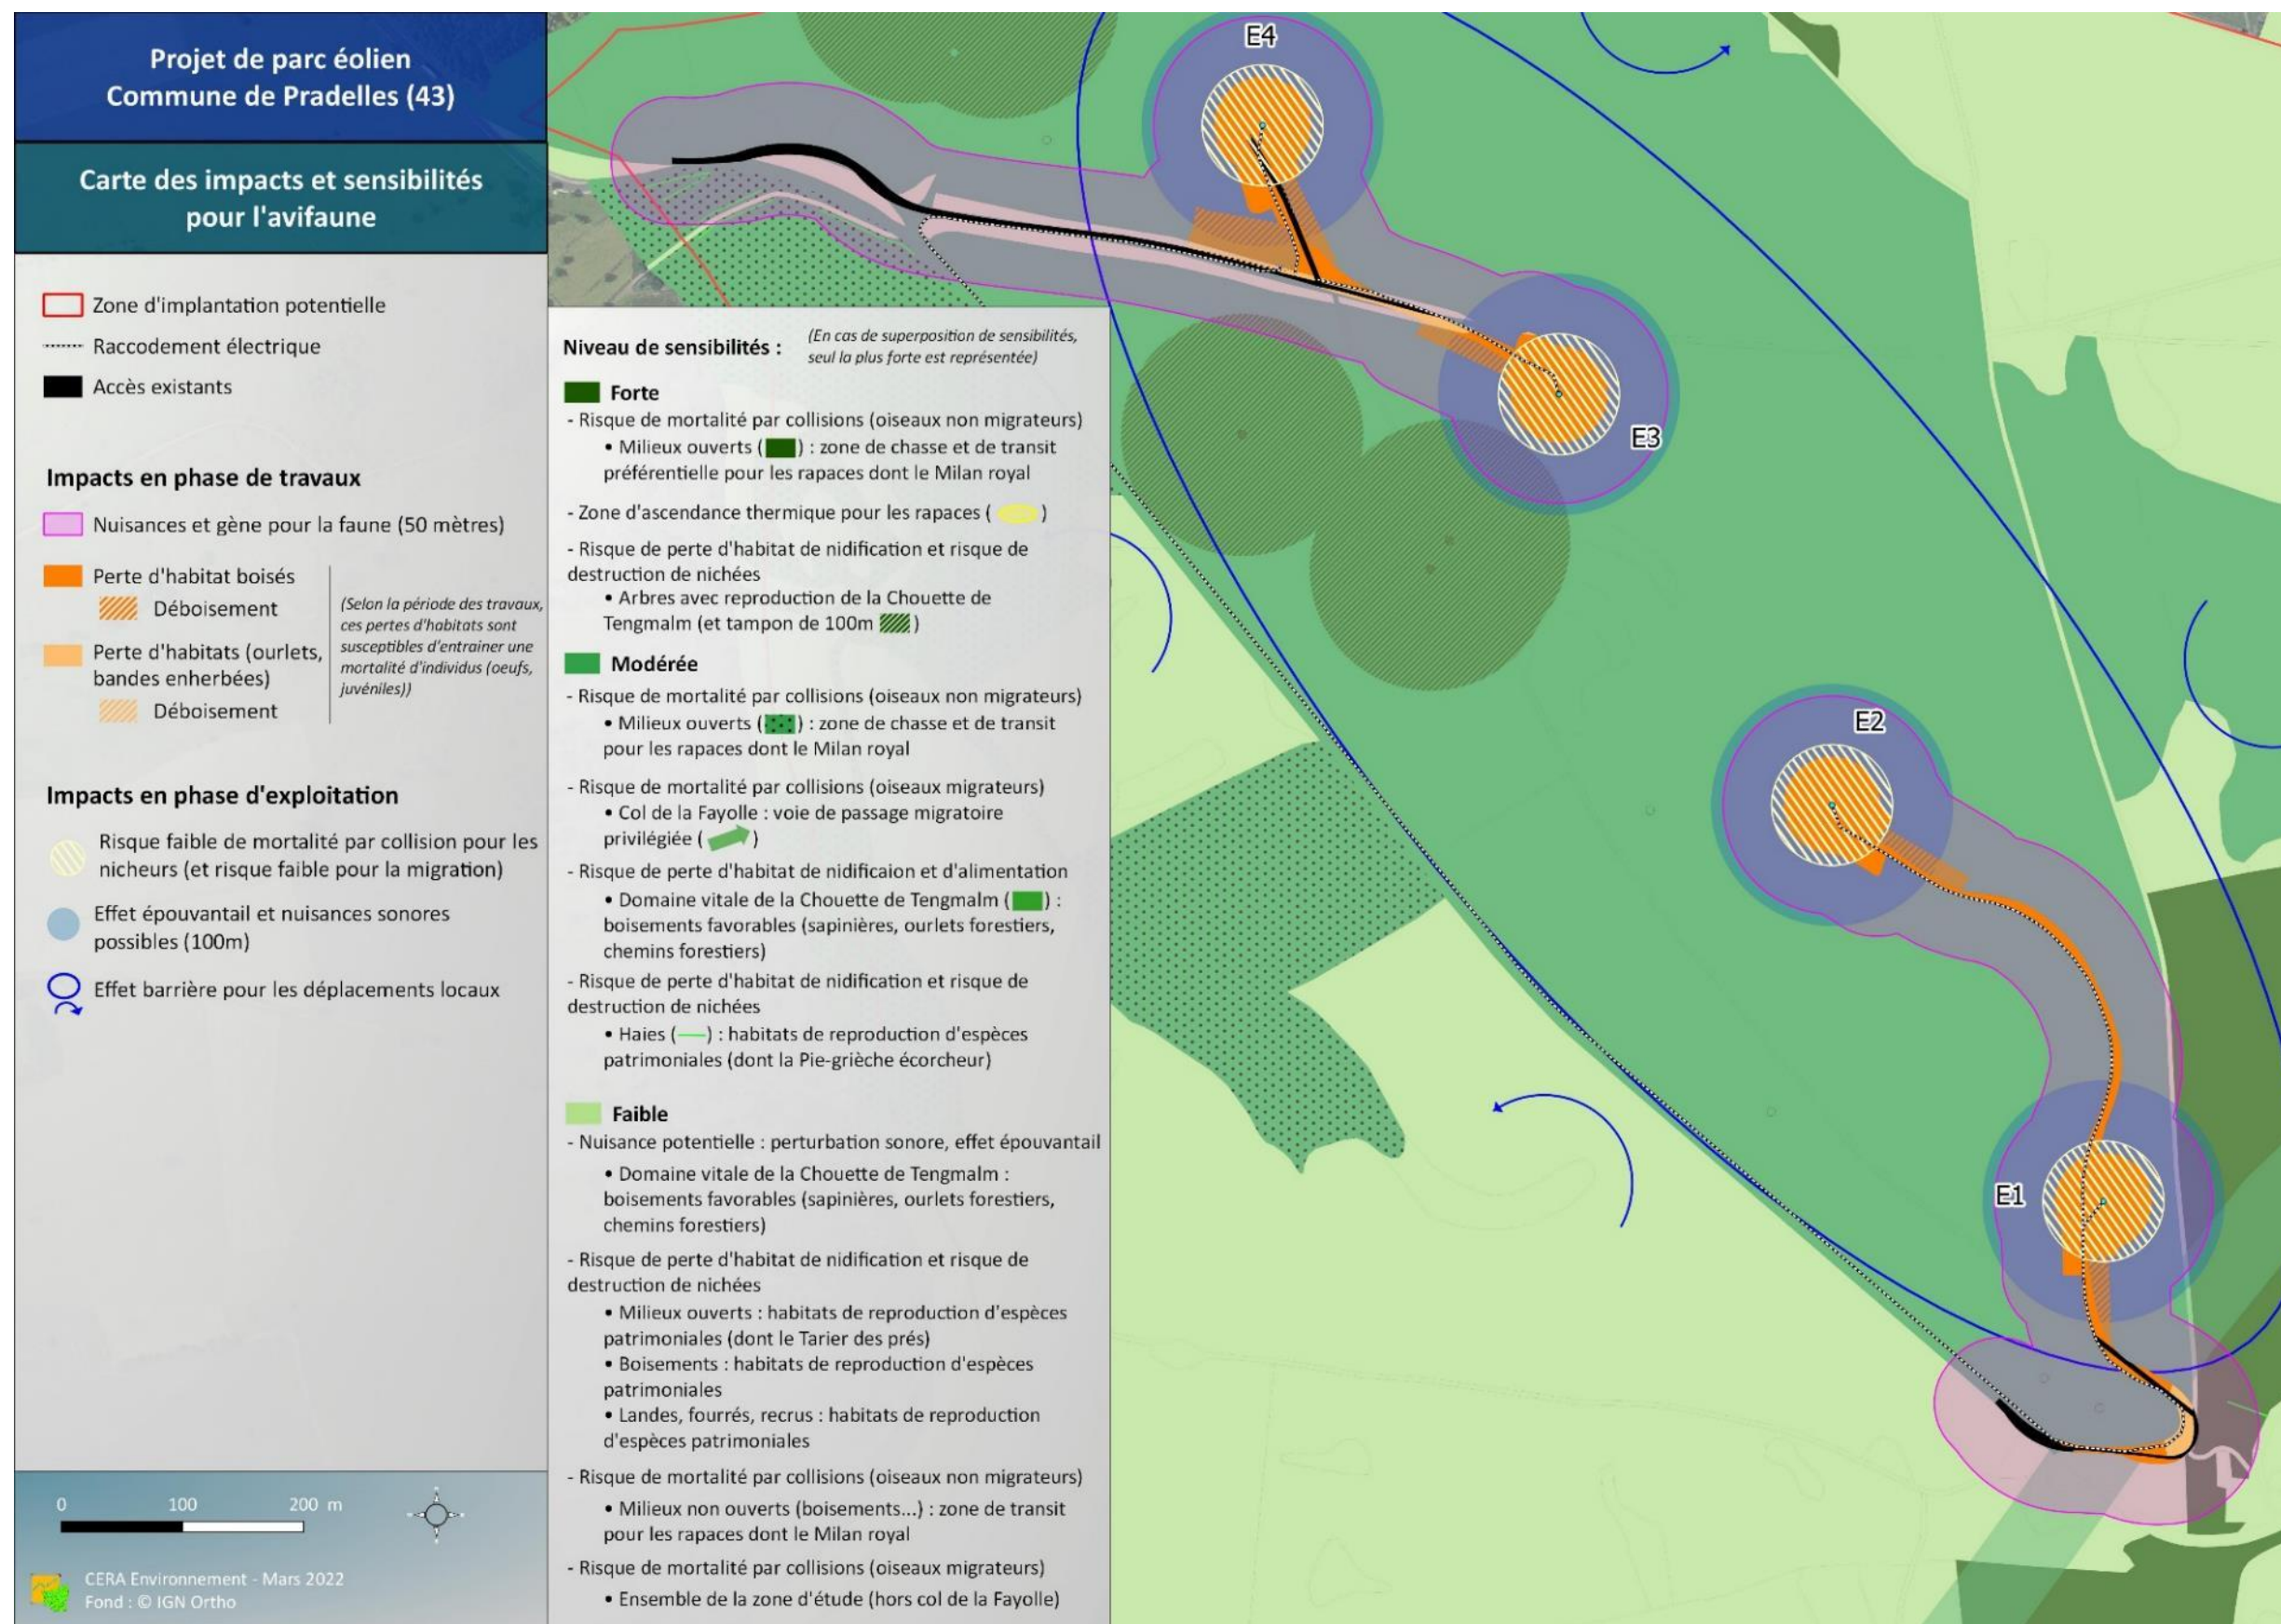 Projet de parc éolien
Commune de Pradelles (43)
Carte des impacts et sensibilités
pour l'avifaune
Zone d'implantation potentielle
Raccodement électrique
Accès existants
Impacts en phase de travaux
Nuisances et gène pour la faune (50 mètres)
Perte d'habitat boisés
Déboisement
Perte d'habitats (ourlets,
bandes enherbées)
Déboisement
(Selon la période des travaux,
ces pertes d'habitats sont
susceptibles d'entrainer une
mortalité d'individus (oeufs,
juvéniles))
Impacts en phase d'exploitation
Risque faible de mortalité par collision pour les
nicheurs (et risque faible pour la migration)
Effet épouvantail et nuisances sonores
possibles (100m)
Effet barrière pour les déplacements locaux
0 100 200 m
CERA Environnement - Mars 2022
Fond : © IGN Ortho
Niveau de sensibilités :
(En cas de superposition de sensibilités,
seul la plus forte est représentée)
Forte
- Risque de mortalité par collisions (oiseaux non migrateurs)
• Milieux ouverts ( ) : zone de chasse et de transit
préférentielle pour les rapaces dont le Milan royal
- Zone d'ascendance thermique pour les rapaces ( )
- Risque de perte d'habitat de nidification et risque de
destruction de nichées
• Arbres avec reproduction de la Chouette de
Tengmalm (et tampon de 100m )
Modérée
- Risque de mortalité par collisions (oiseaux non migrateurs)
• Milieux ouverts ( ) : zone de chasse et de transit
pour les rapaces dont le Milan royal
- Risque de mortalité par collisions (oiseaux migrateurs)
• Col de la Fayolle : voie de passage migratoire
privilégiée ( )
- Risque de perte d'habitat de nidificaion et d'alimentation
• Domaine vitale de la Chouette de Tengmalm ( ) :
boisements favorables (sapinières, ourlets forestiers,
chemins forestiers)
- Risque de perte d'habitat de nidification et risque de
destruction de nichées
• Haies ( ) : habitats de reproduction d'espèces
patrimoniales (dont la Pie-grièche écorcheur)
Faible
- Nuisance potentielle : perturbation sonore, effet épouvantail
• Domaine vitale de la Chouette de Tengmalm :
boisements favorables (sapinières, ourlets forestiers,
chemins forestiers)
- Risque de perte d'habitat de nidification et risque de
destruction de nichées
• Milieux ouverts : habitats de reproduction d'espèces
patrimoniales (dont le Tarier des prés)
• Boisements : habitats de reproduction d'espèces
patrimoniales
• Landes, fourrés, recrus : habitats de reproduction
d'espèces patrimoniales
- Risque de mortalité par collisions (oiseaux non migrateurs)
• Milieux non ouverts (boisements...) : zone de transit
pour les rapaces dont le Milan royal
- Risque de mortalité par collisions (oiseaux migrateurs)
• Ensemble de la zone d'étude (hors col de la Fayolle)
E4
E3
E2
E1